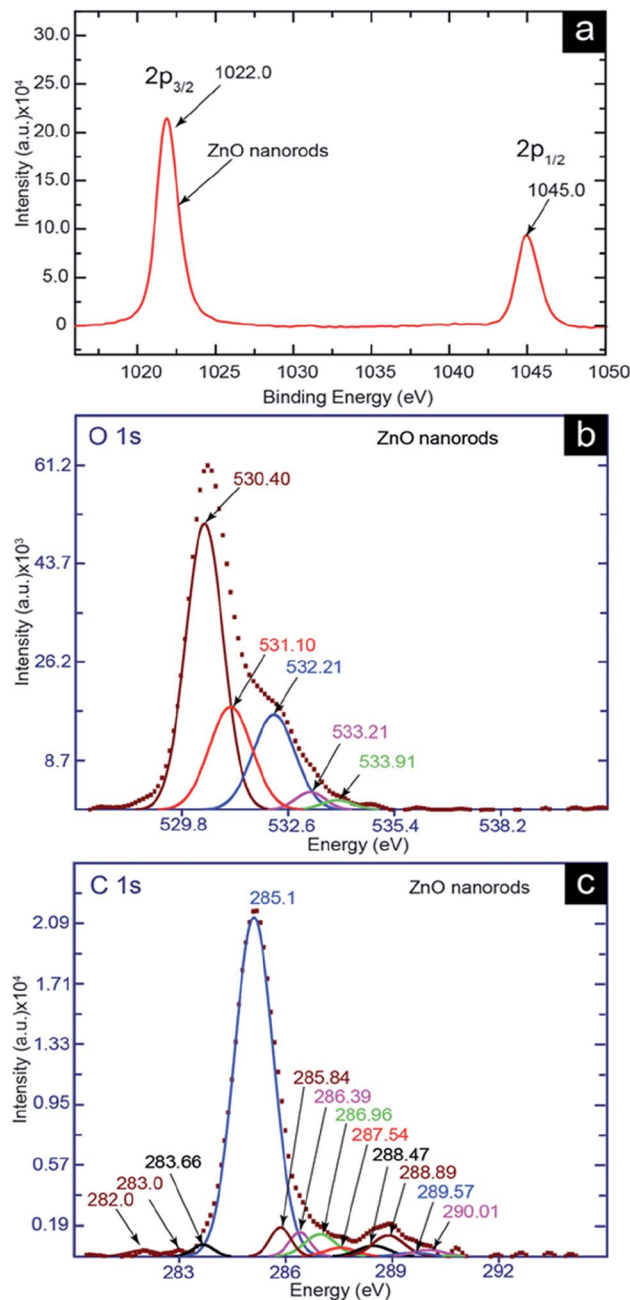 a
30.0
25.0
20.0
15.0
10.0
5.0
0
Intensity (a.u.)x10⁴
2p3/2
1022.0
ZnO nanorods
2p1/2
1045.0
1020 1025 1030 1035 1040 1045 1050
Binding Energy (eV)
O 1s
ZnO nanorods
b
61.2
43.7
26.2
8.7
Intensity (a.u.)x10³
530.40
531.10
532.21
533.21
533.91
529.8 532.6 535.4 538.2
Energy (eV)
C 1s
ZnO nanorods
c
2.09
1.71
1.33
0.95
0.57
0.19
Intensity (a.u.)x10⁴
285.1
285.84
286.39
286.96
287.54
288.47
288.89
289.57
290.01
283.66
283.0
282.0
283 286 289 292
Energy (eV)